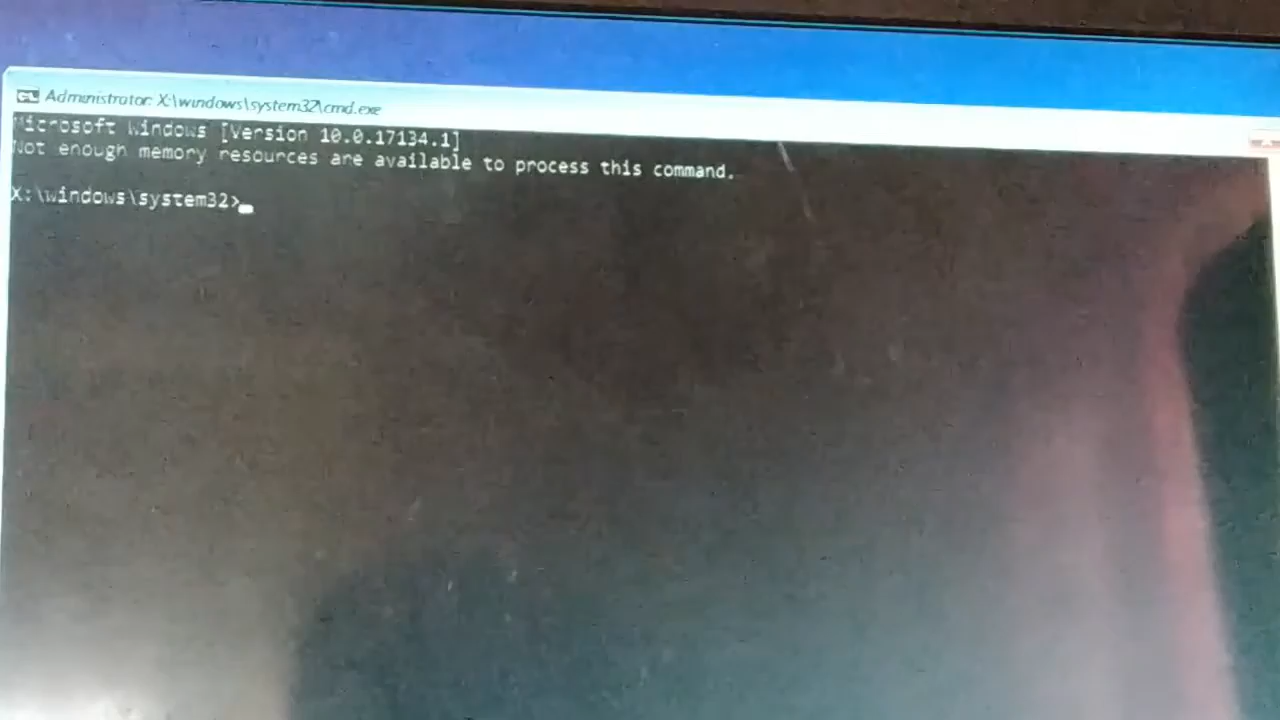 Administrator: X:\windows\system32\cmd.exe
Microsoft Windows [Version 10.0.17134.1]
Not enough memory resources are available to process this command.
X:\windows\system32>